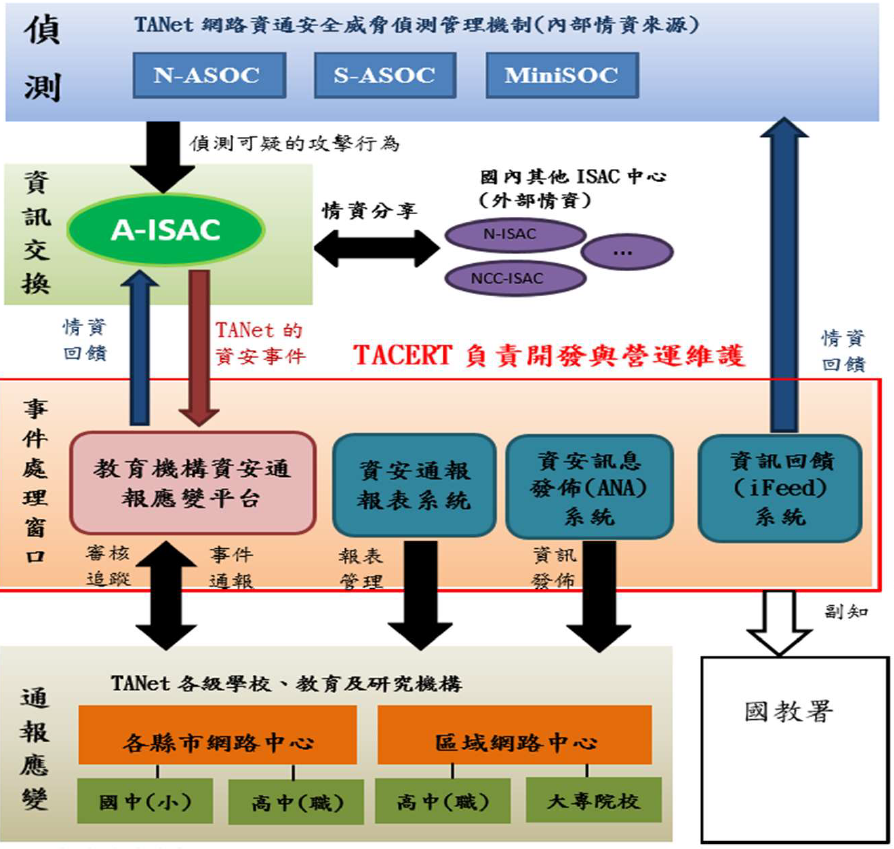 偵測
TANet 網路資通安全威脅偵測管理機制(內部情資來源)
N-ASOC
S-ASOC
MiniSOC
偵測可疑的攻擊行為
資訊交換
A-ISAC
情資分享
國內其他 ISAC 中心
(外部情資)
N-ISAC
...
NCC-ISAC
情資
回饋
TANet 的
資安事件
TACERT 負責開發與營運維護
情資
回饋
事件處理窗口
教育機構資安通
報應變平台
資安通報
報表系統
資安訊息
發佈(ANA)
系統
資訊回饋
(iFeed)
系統
審核
追蹤
事件
通報
報表
管理
資訊
發佈
副知
通報應變
TANet 各級學校、教育及研究機構
各縣市網路中心
區域網路中心
國中(小)
高中(職)
高中(職)
大專院校
國教署